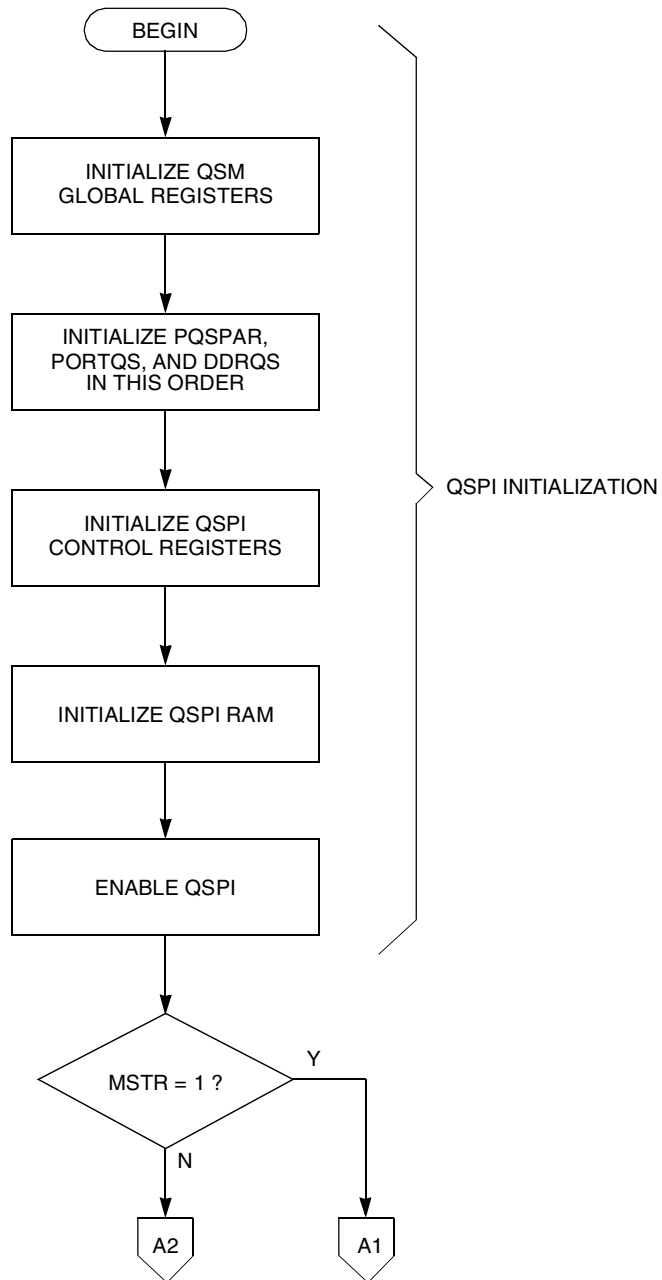 BEGIN
INITIALIZE QSM
GLOBAL REGISTERS
INITIALIZE PQSPAR,
PORTQS, AND DDRQS
IN THIS ORDER
INITIALIZE QSPI
CONTROL REGISTERS
QSPI INITIALIZATION
INITIALIZE QSPI RAM
ENABLE QSPI
MSTR = 1 ?
Y
N
A2
A1